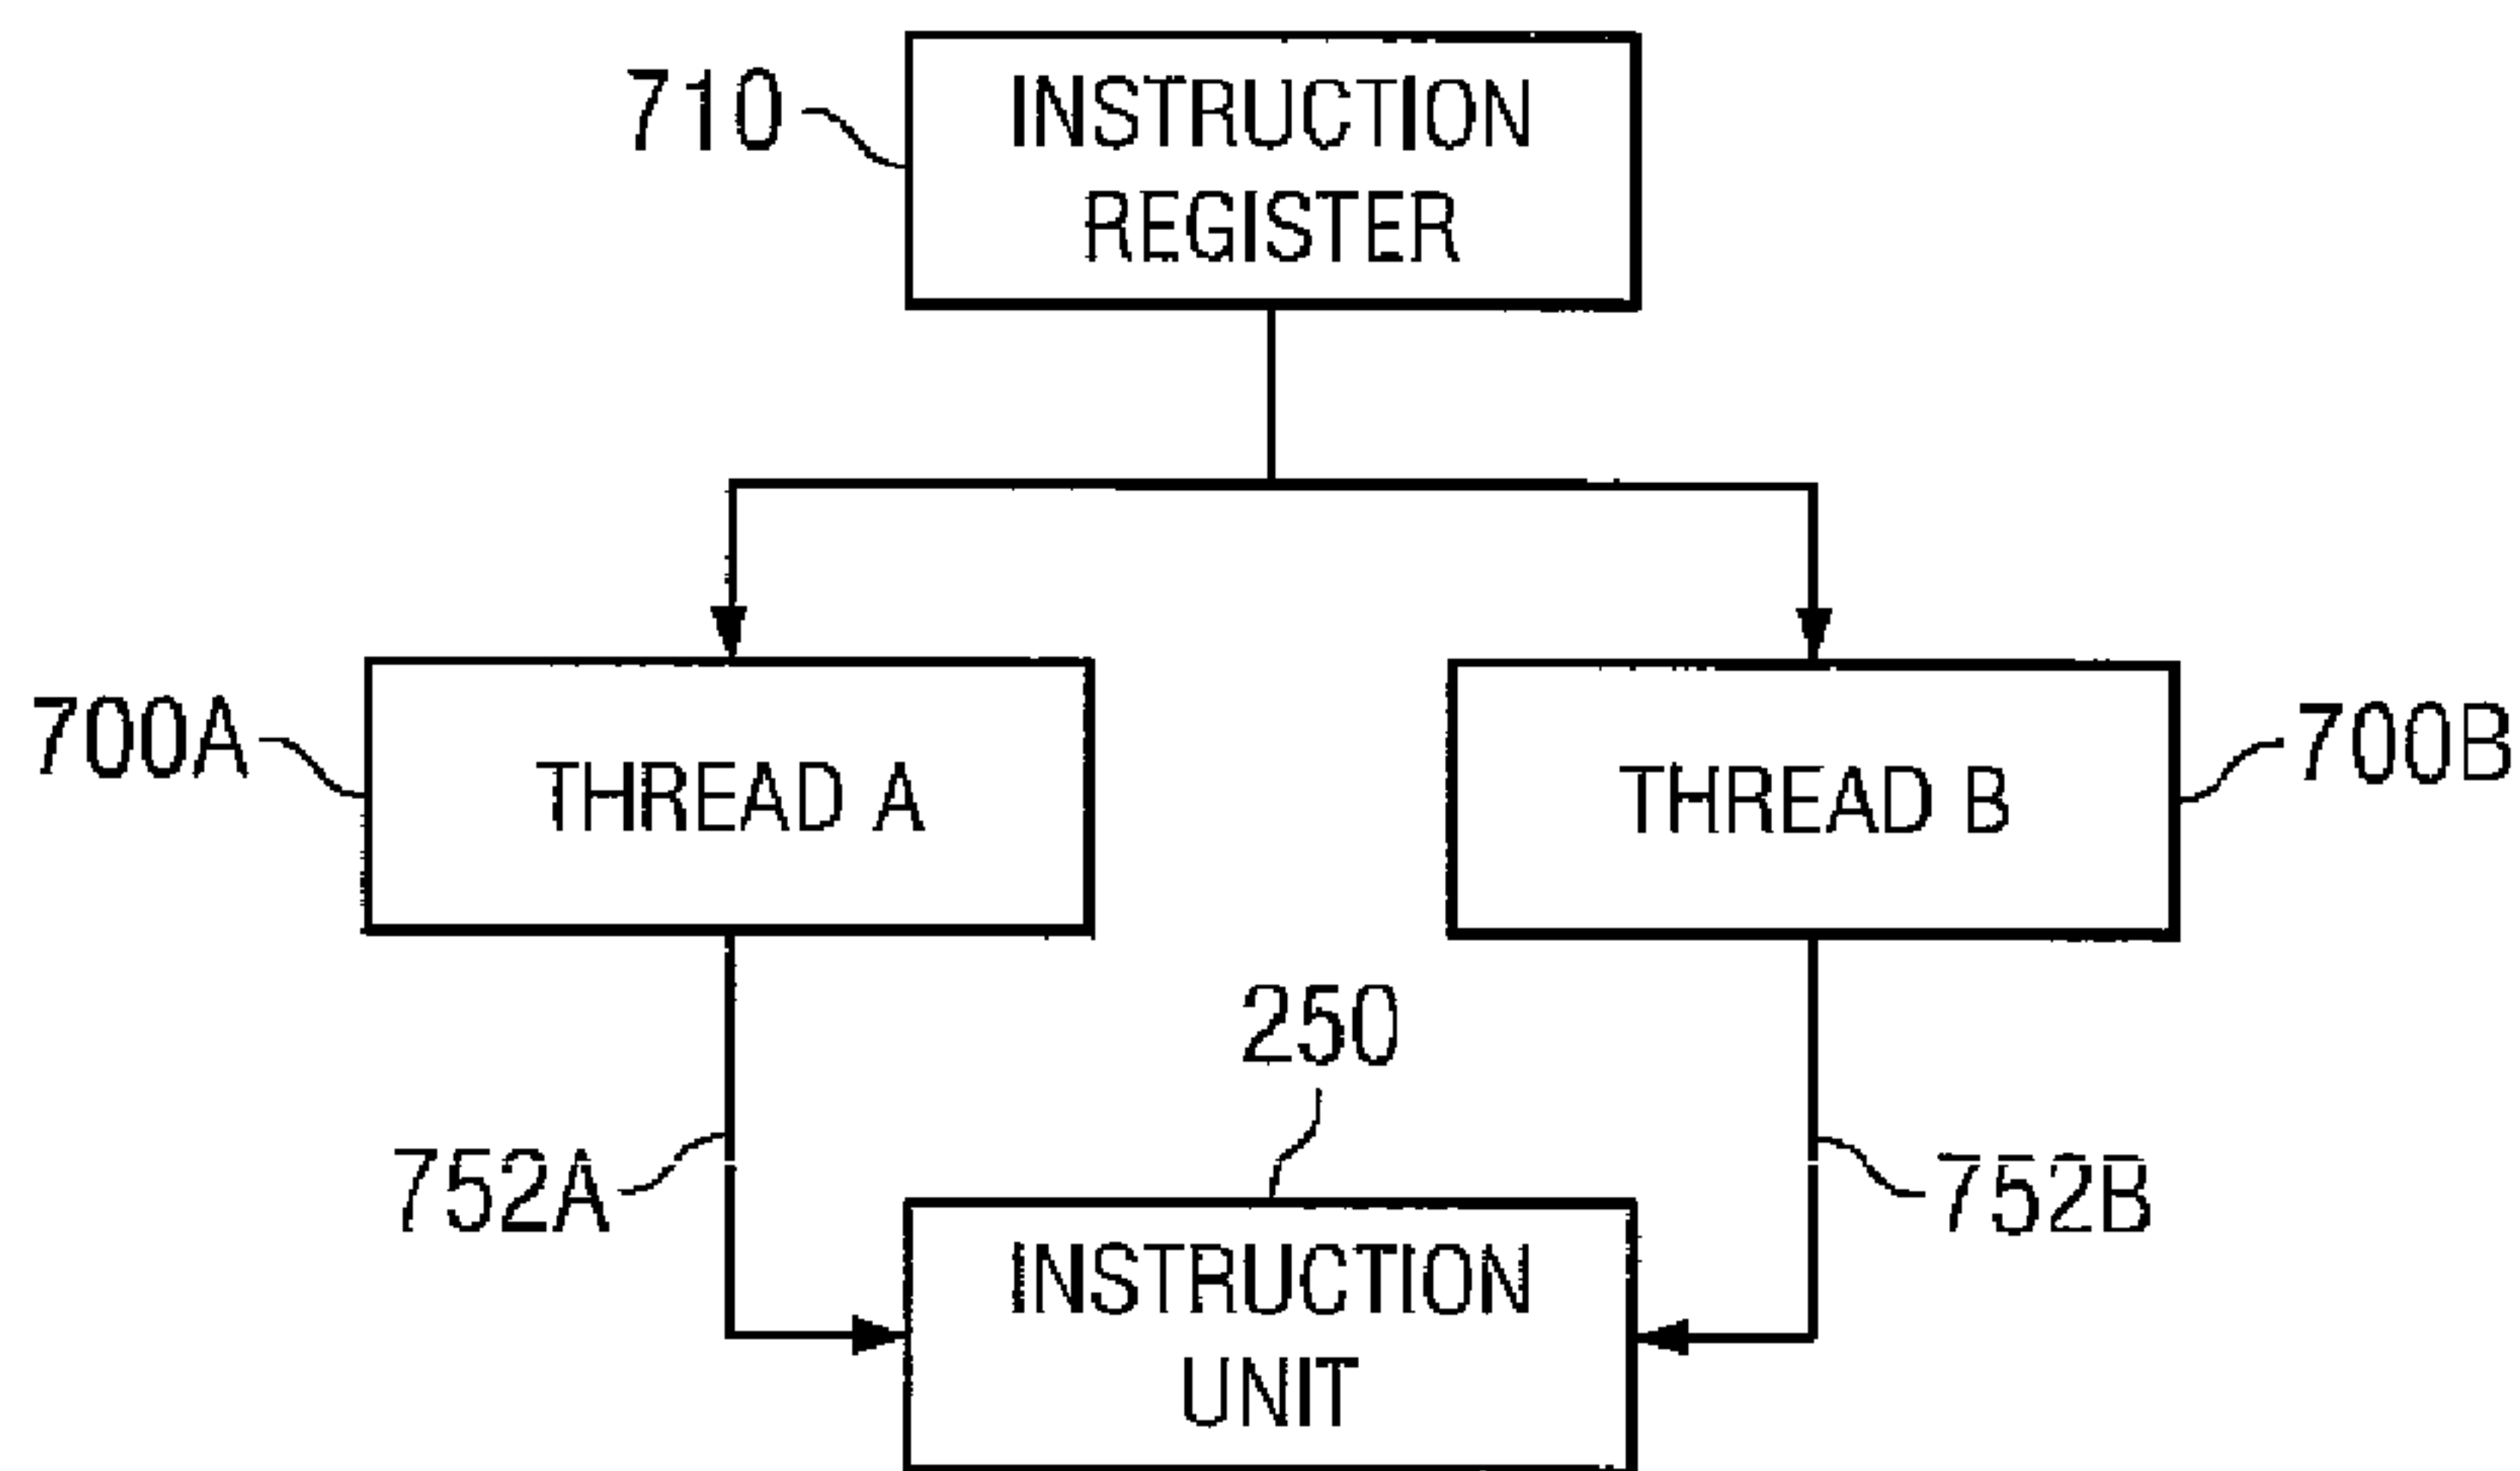 710
INSTRUCTION
REGISTER
700A
THREAD A
THREAD B
700B
250
752A
752B
INSTRUCTION
UNIT